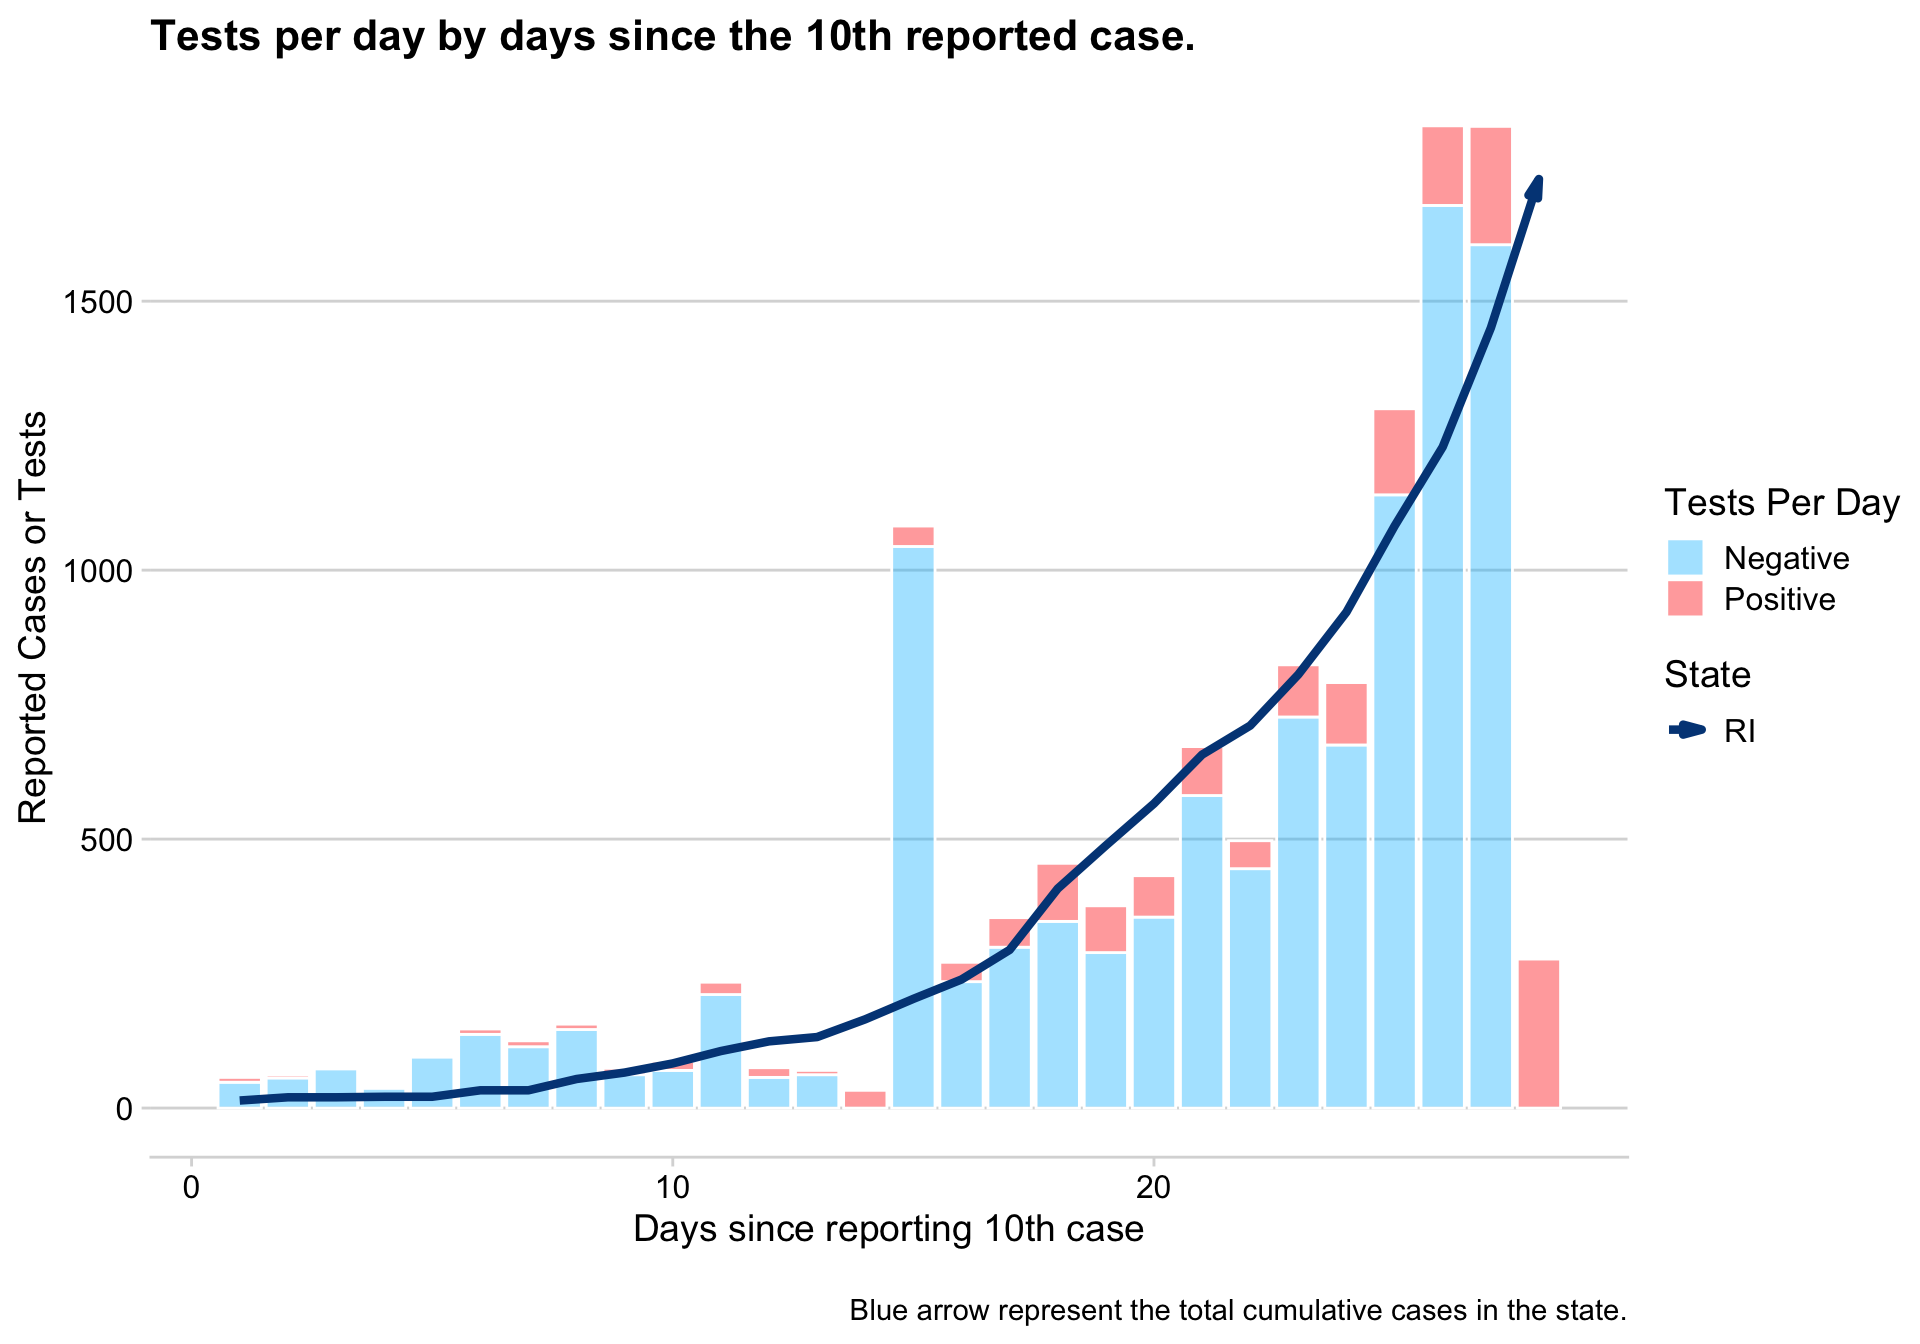 Tests per day by days since the 10th reported case.
Reported Cases or Tests
1500
1000
500
0
0
10
20
Days since reporting 10th case
Tests Per Day
Negative
Positive
State
RI
Blue arrow represent the total cumulative cases in the state.